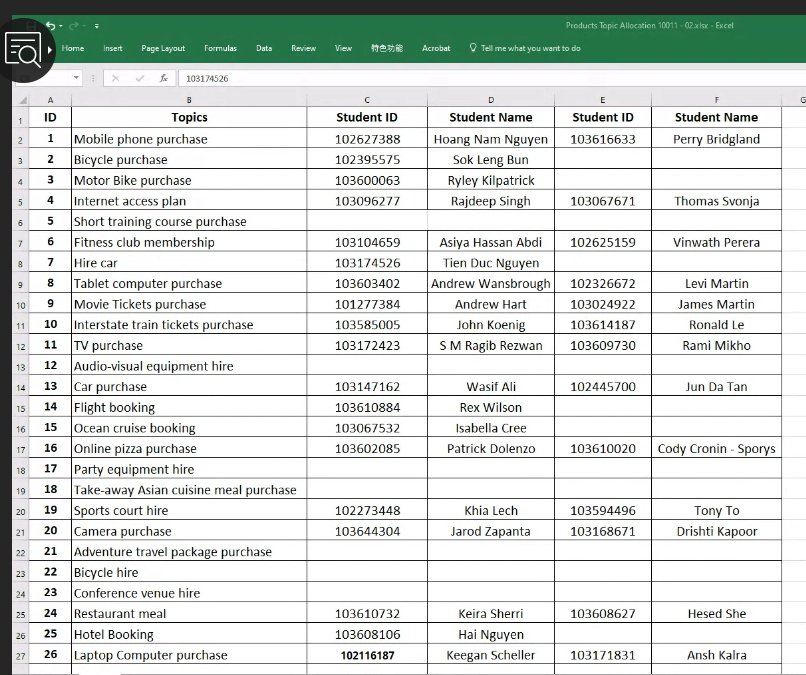 Products Topic Allocation 10011 - 02.xlsx - Excel
Home Insert Page Layout Formulas Data Review View 特色功能 Acrobat Tell me what you want to do
fx 103174526
A B C D E F G
1 ID Topics Student ID Student Name Student ID Student Name
2 1 Mobile phone purchase 102627388 Hoang Nam Nguyen 103616633 Perry Bridgland
3 2 Bicycle purchase 102395575 Sok Leng Bun
4 3 Motor Bike purchase 103600063 Ryley Kilpatrick
5 4 Internet access plan 103096277 Rajdeep Singh 103067671 Thomas Svonja
6 5 Short training course purchase
7 6 Fitness club membership 103104659 Asiya Hassan Abdi 102625159 Vinwath Perera
8 7 Hire car 103174526 Tien Duc Nguyen
9 8 Tablet computer purchase 103603402 Andrew Wansbrough 102326672 Levi Martin
10 9 Movie Tickets purchase 101277384 Andrew Hart 103024922 James Martin
11 10 Interstate train tickets purchase 103585005 John Koenig 103614187 Ronald Le
12 11 TV purchase 103172423 S M Ragib Rezwan 103609730 Rami Mikho
13 12 Audio-visual equipment hire
14 13 Car purchase 103147162 Wasif Ali 102445700 Jun Da Tan
15 14 Flight booking 103610884 Rex Wilson
16 15 Ocean cruise booking 103067532 Isabella Cree
17 16 Online pizza purchase 103602085 Patrick Dolenzo 103610020 Cody Cronin - Sporys
18 17 Party equipment hire
19 18 Take-away Asian cuisine meal purchase
20 19 Sports court hire 102273448 Khia Lech 103594496 Tony To
21 20 Camera purchase 103644304 Jarod Zapanta 103168671 Drishti Kapoor
22 21 Adventure travel package purchase
23 22 Bicycle hire
24 23 Conference venue hire
25 24 Restaurant meal 103610732 Keira Sherri 103608627 Hesed She
26 25 Hotel Booking 103608106 Hai Nguyen
27 26 Laptop Computer purchase 102116187 Keegan Scheller 103171831 Ansh Kalra